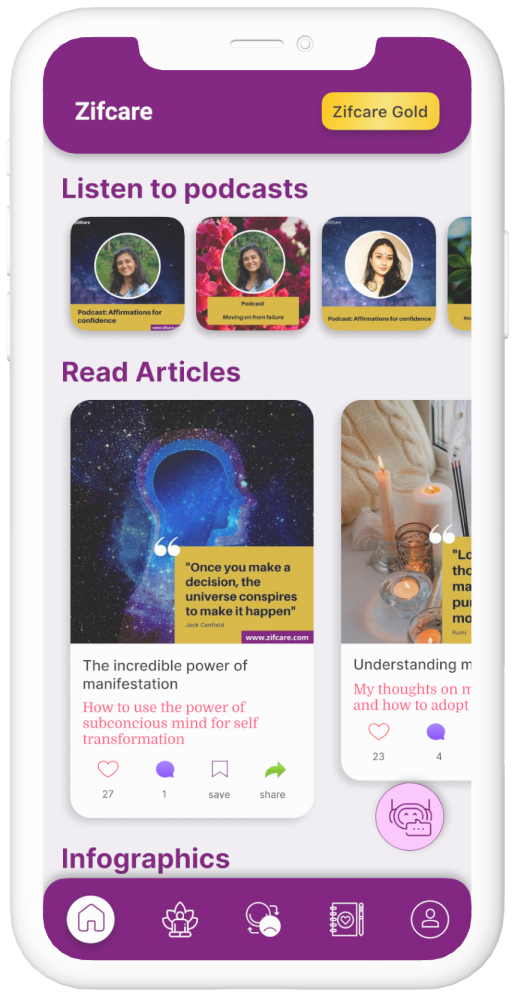 Zifcare
Zifcare Gold
Listen to podcasts
Podcast: Affirmations for
confidence
Podcast
Moving on from failure
Podcast: Affirmations for confidence
Read Articles
"Once you make a
decision, the
universe conspires
to make it happen"
Jack Canfield
www.zifcare.com
"Lo
tho
ma
pu
mo
Rumi
The incredible power of
manifestation
How to use the power of
subconcious mind for self
transformation
27
1
save
share
Understanding m
My thoughts on m
and how to adopt
23
4
Infographics